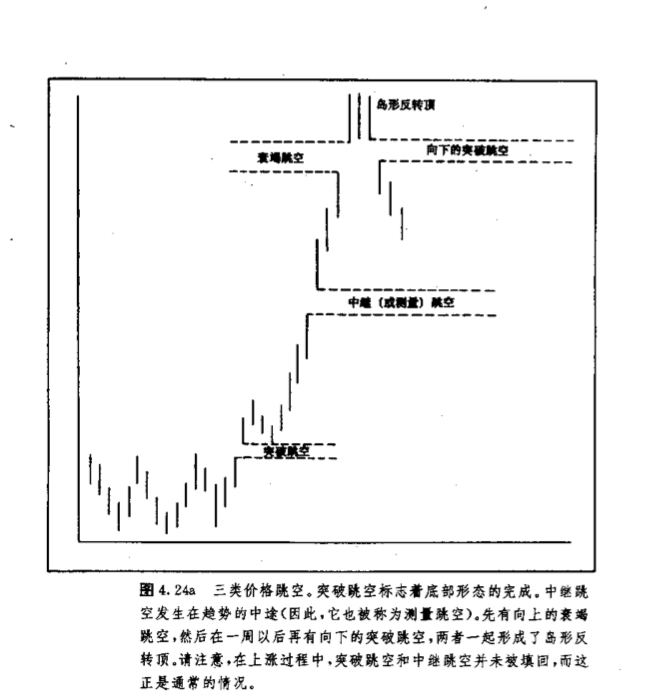 岛形反转顶
衰竭跳空
向下的突破跳空
中继（或测量）跳空
突破跳空
图4.24a 三类价格跳空。突破跳空标志着底部形态的完成。中继跳
空发生在趋势的中途(因此,它也被称为测量跳空)。先有向上的衰竭
跳空,然后在一周以后再有向下的突破跳空,两者一起形成了岛形反
转顶。请注意,在上涨过程中,突破跳空和中继跳空并未被填回,而这
正是通常的情况。